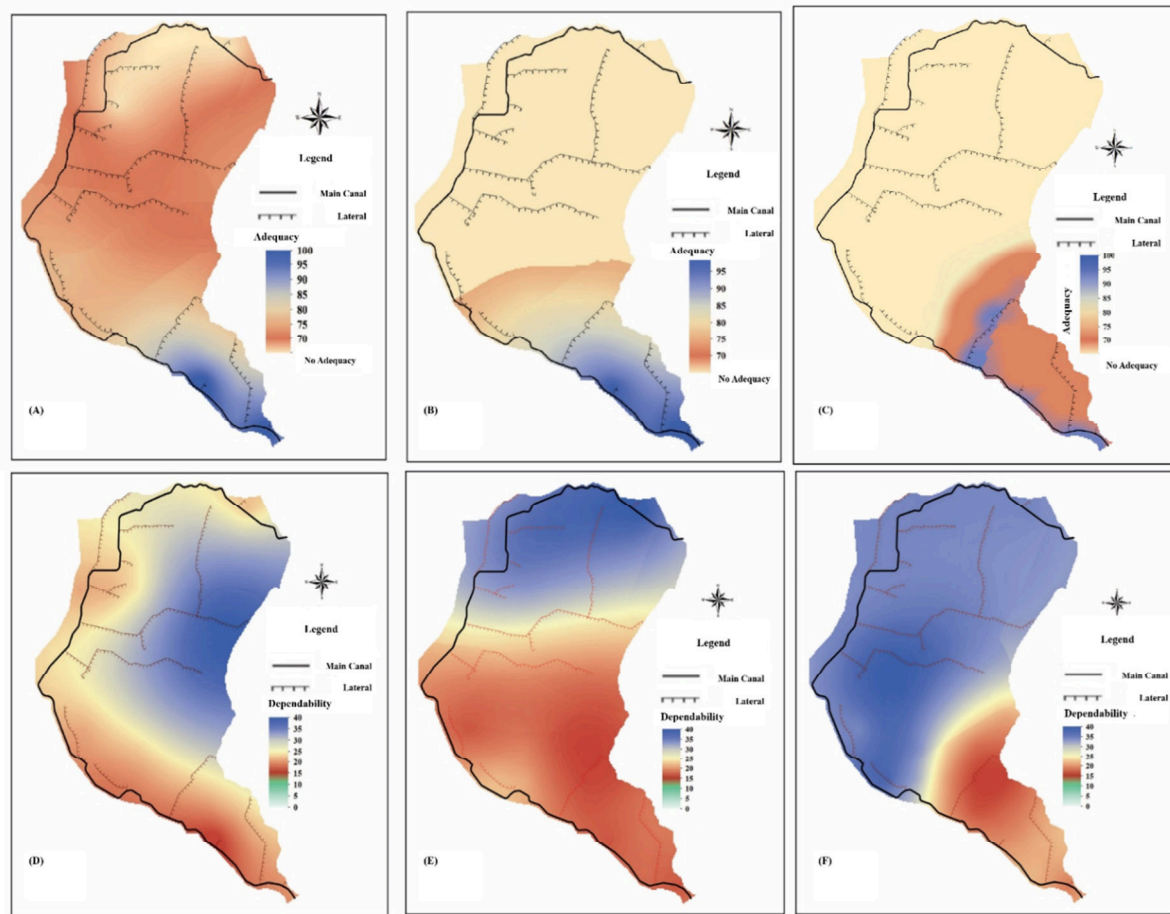 Legend
Main Canal
Lateral
Adequacy
100
95
90
85
80
75
70
No Adequacy
(A)
Legend
Main Canal
Lateral
Adequacy
95
90
85
80
75
70
No Adequacy
(B)
Legend
Main Canal
Lateral
Adequacy
100
95
90
85
80
75
70
No Adequacy
(C)
Legend
Main Canal
Lateral
Dependability
40
35
30
25
20
15
10
5
0
(D)
Legend
Main Canal
Lateral
Dependability
40
35
30
25
20
15
10
5
0
(E)
Legend
Main Canal
Lateral
Dependability
40
35
30
25
20
15
10
5
0
(F)